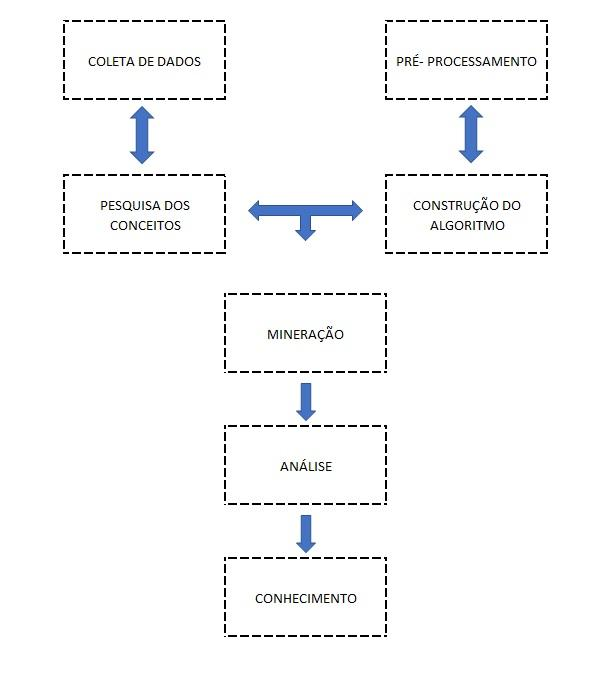 COLETA DE DADOS
PRÉ- PROCESSAMENTO
PESQUISA DOS
CONCEITOS
CONSTRUÇÃO DO
ALGORITMO
MINERAÇÃO
ANÁLISE
CONHECIMENTO